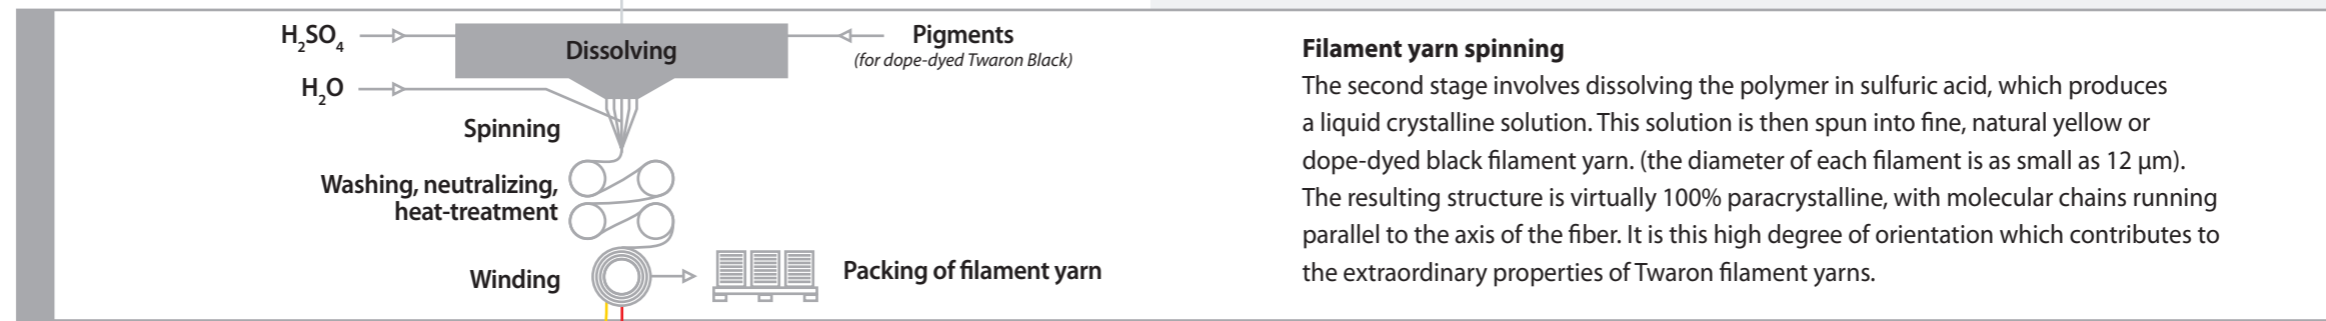 H₂SO₄
Dissolving
Pigments
(for dope-dyed Twaron Black)
H₂O
Spinning
Washing, neutralizing,
heat-treatment
Winding
Packing of filament yarn
Filament yarn spinning
The second stage involves dissolving the polymer in sulfuric acid, which produces
a liquid crystalline solution. This solution is then spun into fine, natural yellow or
dope-dyed black filament yarn. (the diameter of each filament is as small as 12 μm).
The resulting structure is virtually 100% paracrystalline, with molecular chains running
parallel to the axis of the fiber. It is this high degree of orientation which contributes to
the extraordinary properties of Twaron filament yarns.